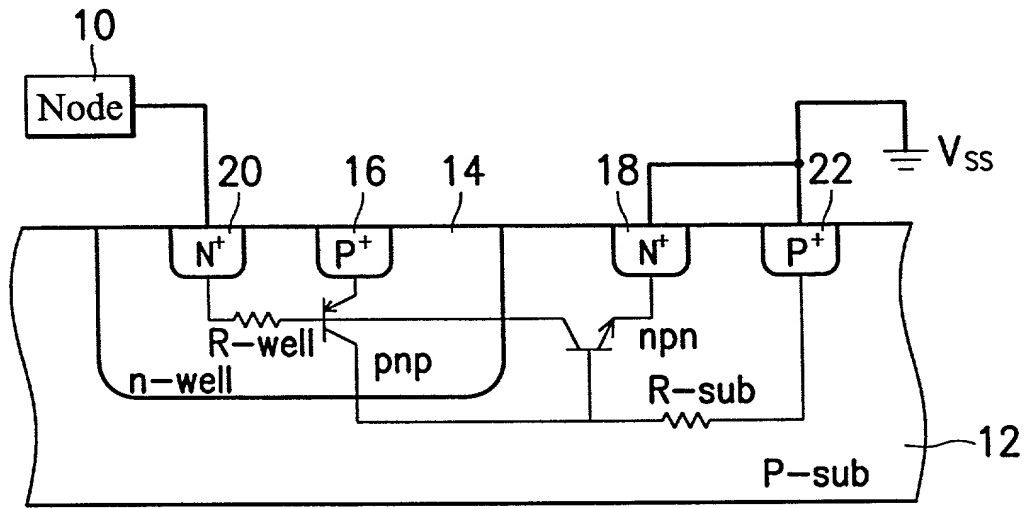 10
Node
20
16
14
18
22
VSS
N+
P+
N+
P+
R-well
pnp
npn
n-well
R-sub
12
P-sub